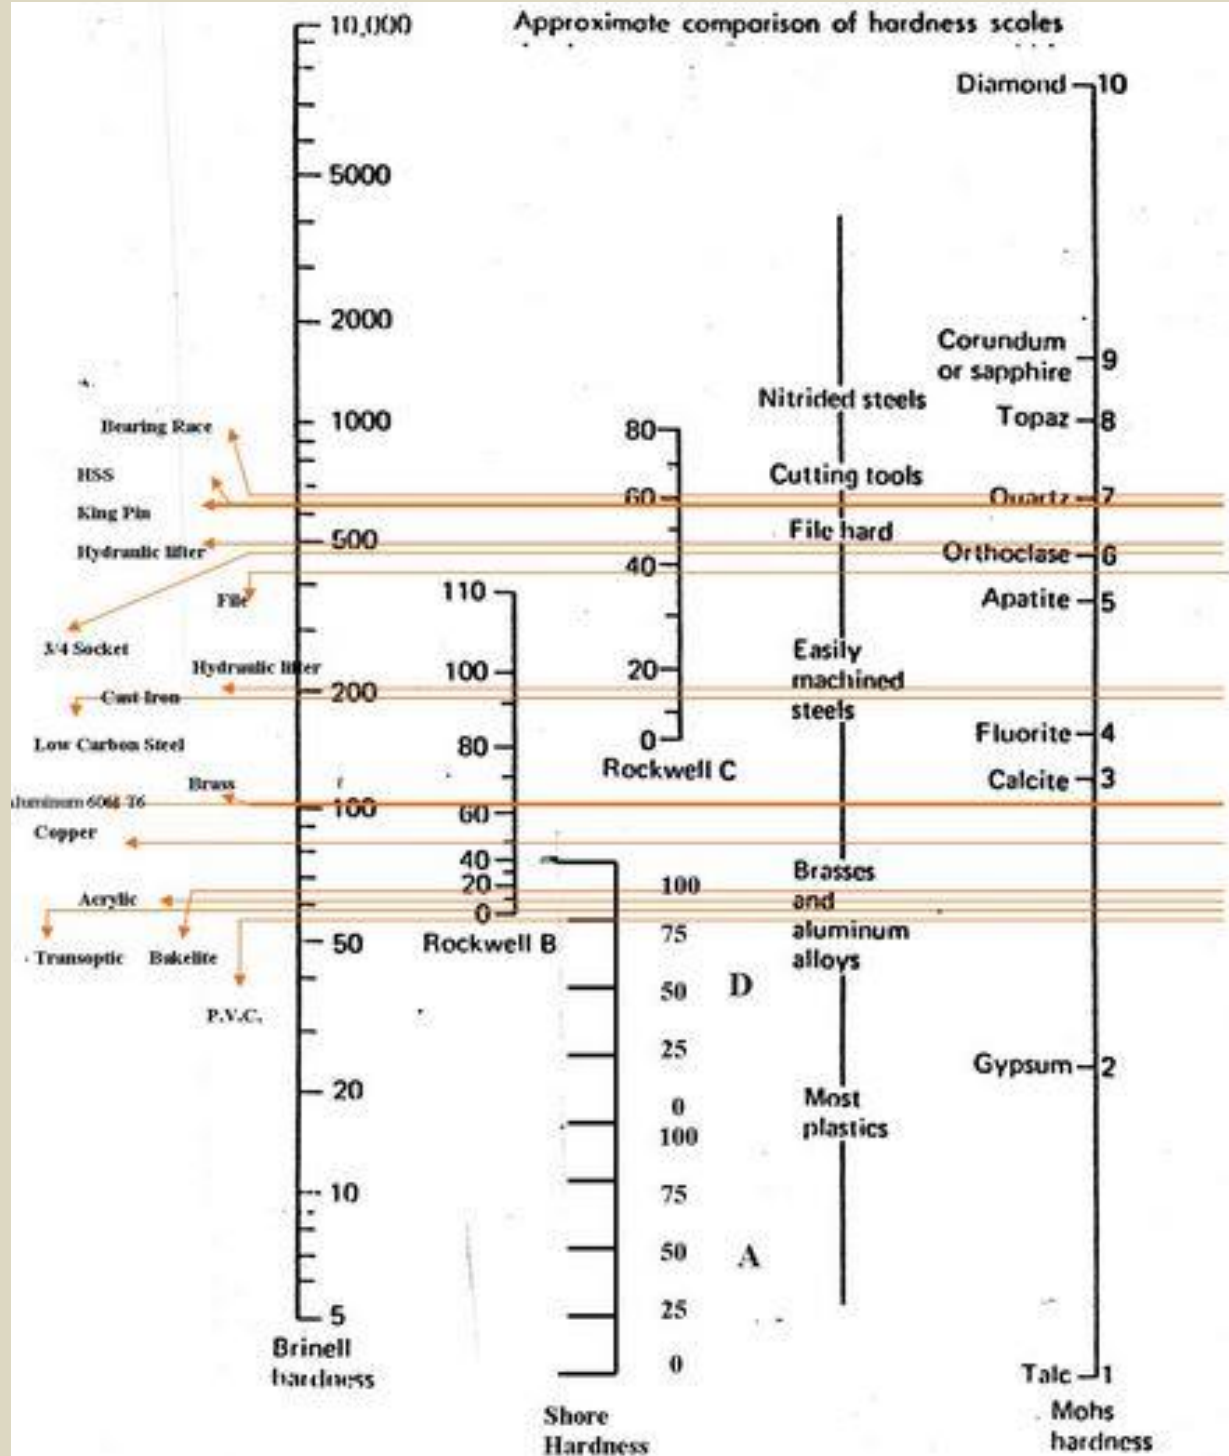 Approximate comparison of hardness scales
10,000
5000
2000
1000
500
200
100
50
20
10
5
Brinell
hardness
Bearing Race
HSS
King Pin
Hydraulic lifter
File
3/4 Socket
Hydraulic lifter
Cast Iron
Low Carbon Steel
Brass
Aluminum 6061 T6
Copper
Acrylic
Transoptic
Bakelite
P.V.C.
110
100
80
60
40
20
0
Rockwell B
80
60
40
20
0
Rockwell C
100
75
50
D
25
0
100
75
50
A
25
0
Shore
Hardness
Nitrided steels
Cutting tools
File hard
Easily
machined
steels
Brasses
and
aluminum
alloys
Most
plastics
Diamond 10
Corundum
or sapphire
9
Topaz 8
Quartz 7
Orthoclase 6
Apatite 5
Fluorite 4
Calcite 3
Gypsum 2
Talc 1
Mohs
hardness